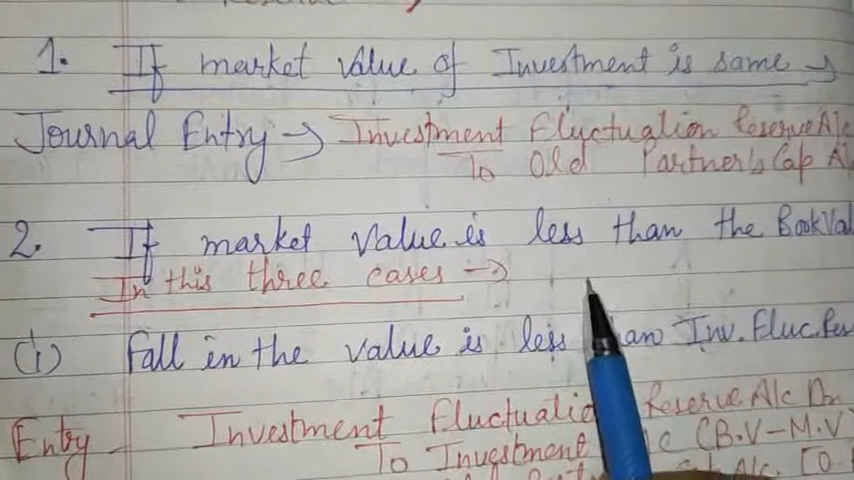 1. If market Value of Investment is same →
Journal Entry → Investment Fluctuation Reserve A/c
To Old Partner's Cap A/
2. If market Value is less than the Book Val
In this three cases →
(i) Fall in the value is less than Inv. Fluc. Res
Entry - Investment Fluctuatio Reserve A/c Dr
To Investment A/c (B.V-M.V)
A/c. [O.